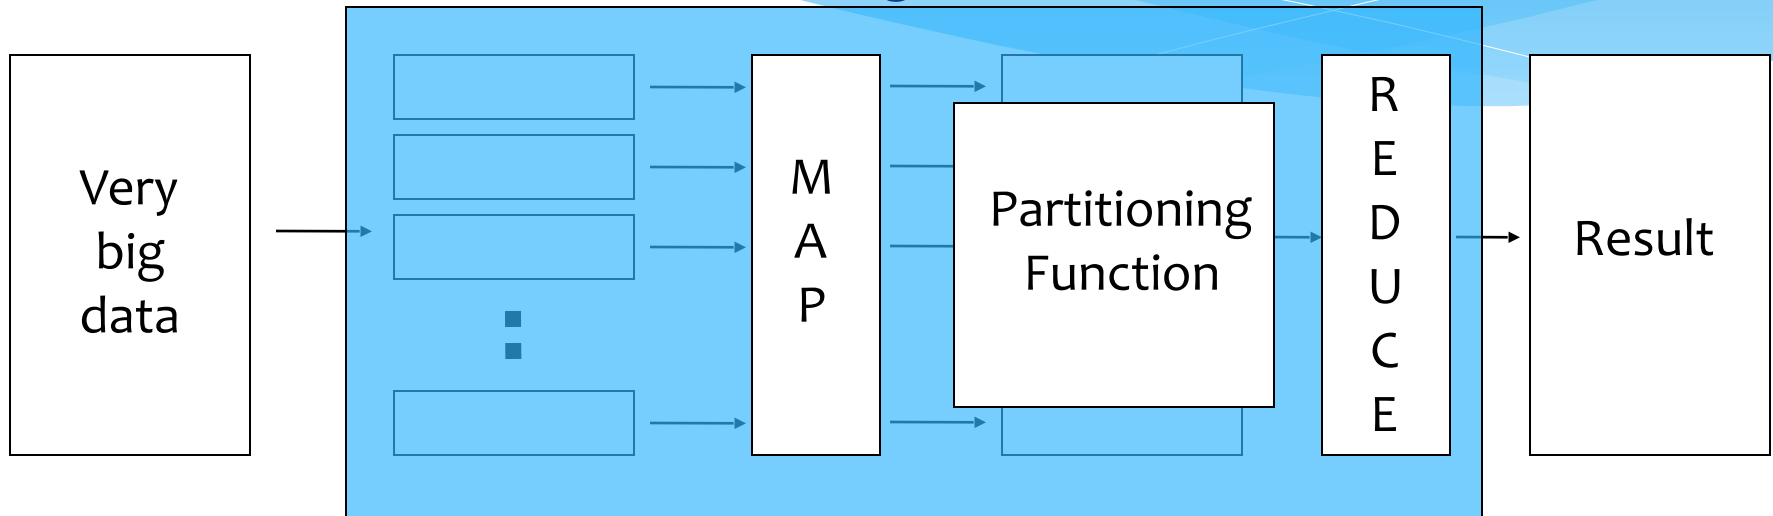 Very
big
data
M
A
P
Partitioning
Function
R
E
D
U
C
E
Result